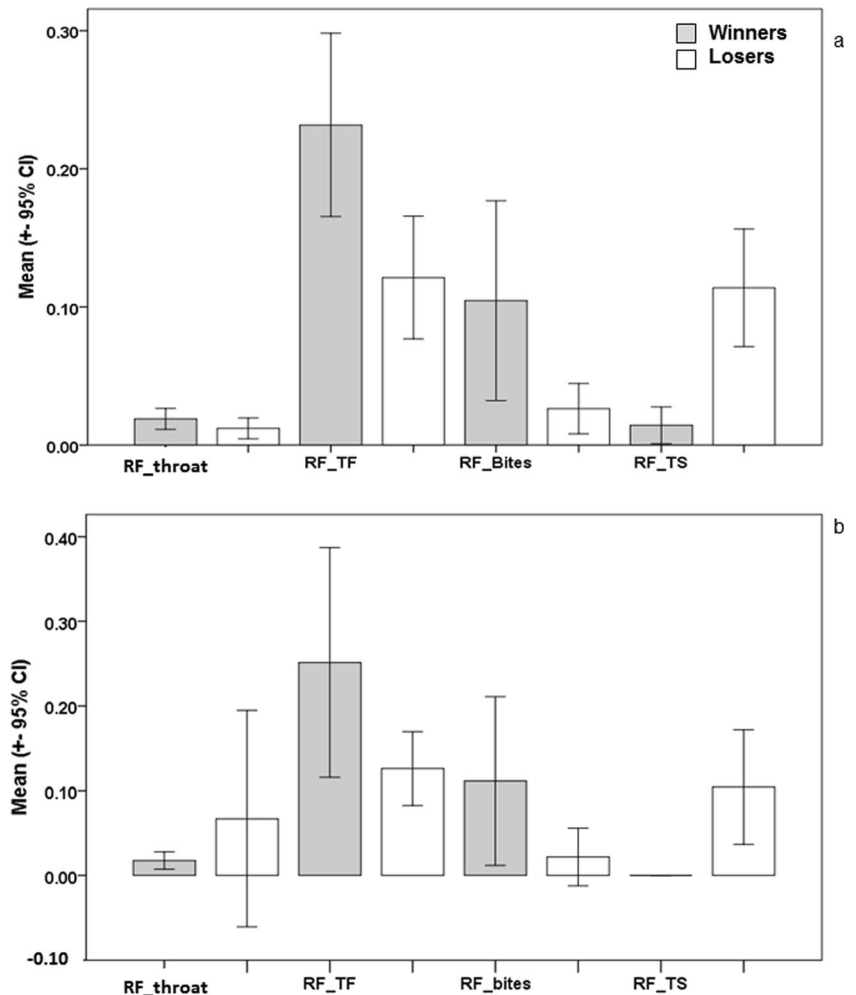 a
Winners
Losers
0.30
0.20
0.10
0.00
Mean (+- 95% CI)
RF_throat RF_TF RF_Bites RF_TS
b
0.40
0.30
0.20
0.10
0.00
-0.10
Mean (+- 95% CI)
RF_throat RF_TF RF_bites RF_TS